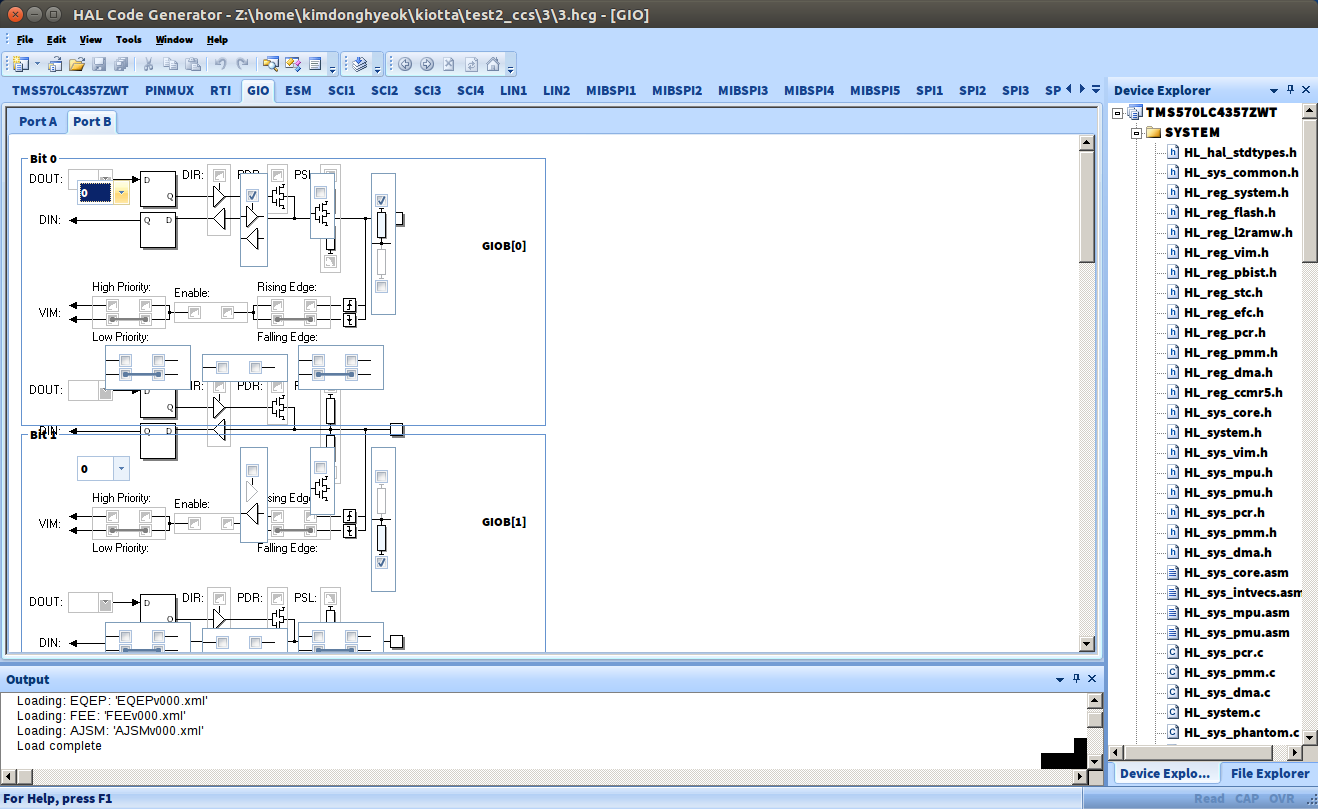 HAL Code Generator - Z:\home\kimdonghyeok\kiotta\test2_ccs\3\3.hcg - [GIO]
File Edit View Tools Window Help
TMS570LC4357ZWT PINMUX RTI GIO ESM SCI1 SCI2 SCI3 SCI4 LIN1 LIN2 MIBSPI1 MIBSPI2 MIBSPI3 MIBSPI4 MIBSPI5 SPI1 SPI2 SPI3 SP
Port A Port B
Bit 0
DOUT: 0 D Q DIR: PDR: PSL:
DIN: Q D
GIOB[0]
High Priority: Enable: Rising Edge:
VIM:
Low Priority: Falling Edge:
DOUT: D Q DIR: PDR:
DIN: Q D
Bit 1
0
High Priority: Enable: Rising Edge:
VIM:
GIOB[1]
Low Priority: Falling Edge:
DOUT: D Q DIR: PDR: PSL:
DIN:
Output
Loading: EQEP: 'EQEPv000.xml'
Loading: FEE: 'FEEv000.xml'
Loading: AJSM: 'AJSMv000.xml'
Load complete
Device Explorer
TMS570LC4357ZWT
SYSTEM
HL_hal_stdtypes.h
HL_sys_common.h
HL_reg_system.h
HL_reg_flash.h
HL_reg_l2ramw.h
HL_reg_vim.h
HL_reg_pbist.h
HL_reg_stc.h
HL_reg_efc.h
HL_reg_pcr.h
HL_reg_pmm.h
HL_reg_dma.h
HL_reg_ccmr5.h
HL_sys_core.h
HL_system.h
HL_sys_vim.h
HL_sys_mpu.h
HL_sys_pmu.h
HL_sys_pcr.h
HL_sys_pmm.h
HL_sys_dma.h
HL_sys_core.asm
HL_sys_intvecs.asm
HL_sys_mpu.asm
HL_sys_pmu.asm
HL_sys_pcr.c
HL_sys_pmm.c
HL_sys_dma.c
HL_system.c
HL_sys_phantom.c
Device Explo... File Explorer
For Help, press F1
Read CAP OVR